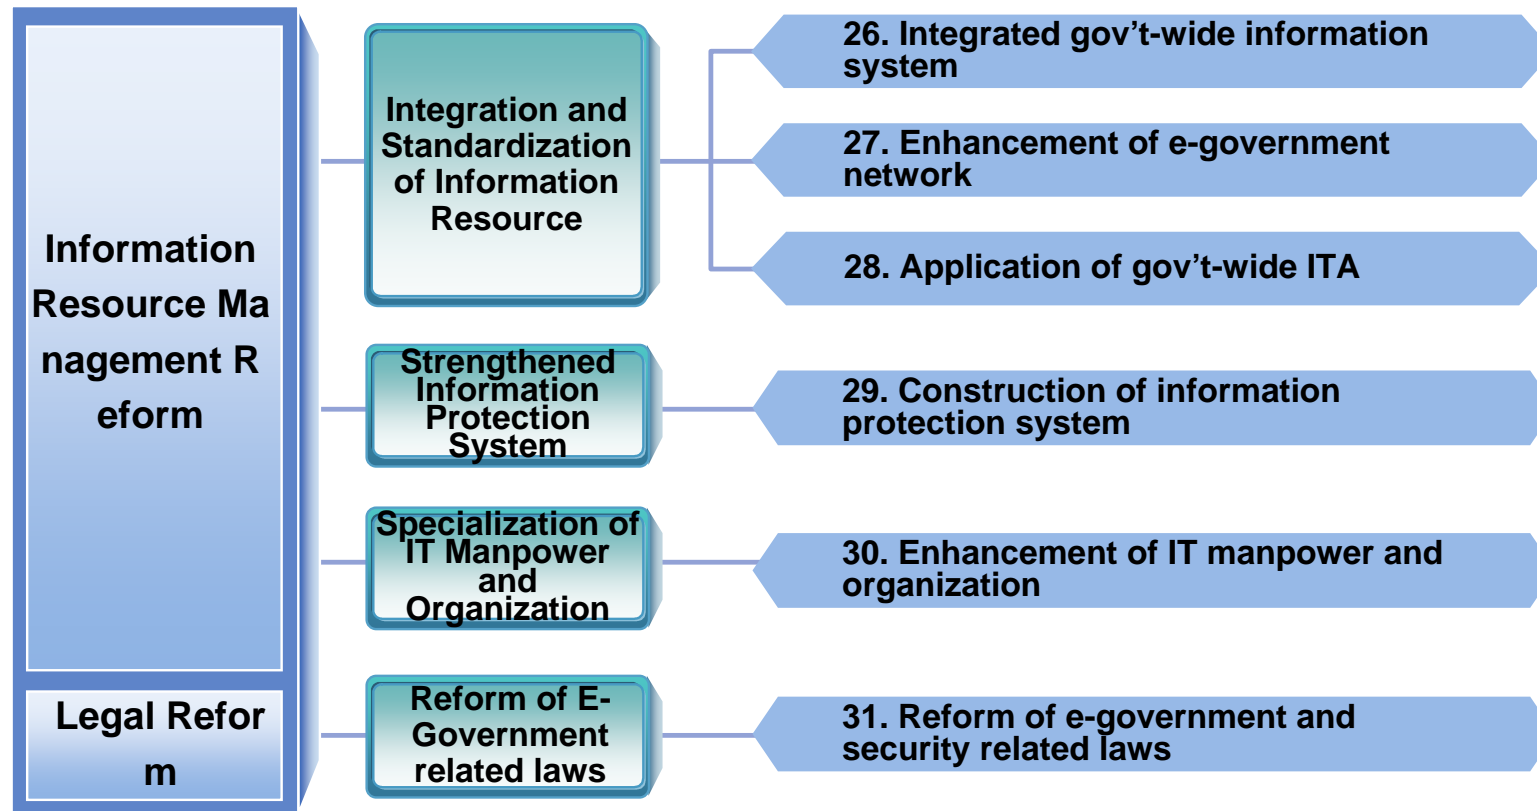 Information
Resource Ma
nagement R
eform
Integration and
Standardization
of Information
Resource
26. Integrated gov't-wide information
system
27. Enhancement of e-government
network
28. Application of gov't-wide ITA
Strengthened
Information
Protection
System
29. Construction of information
protection system
Specialization of
IT Manpower
and
Organization
30. Enhancement of IT manpower and
organization
Legal Refor
m
Reform of E-
Government
related laws
31. Reform of e-government and
security related laws